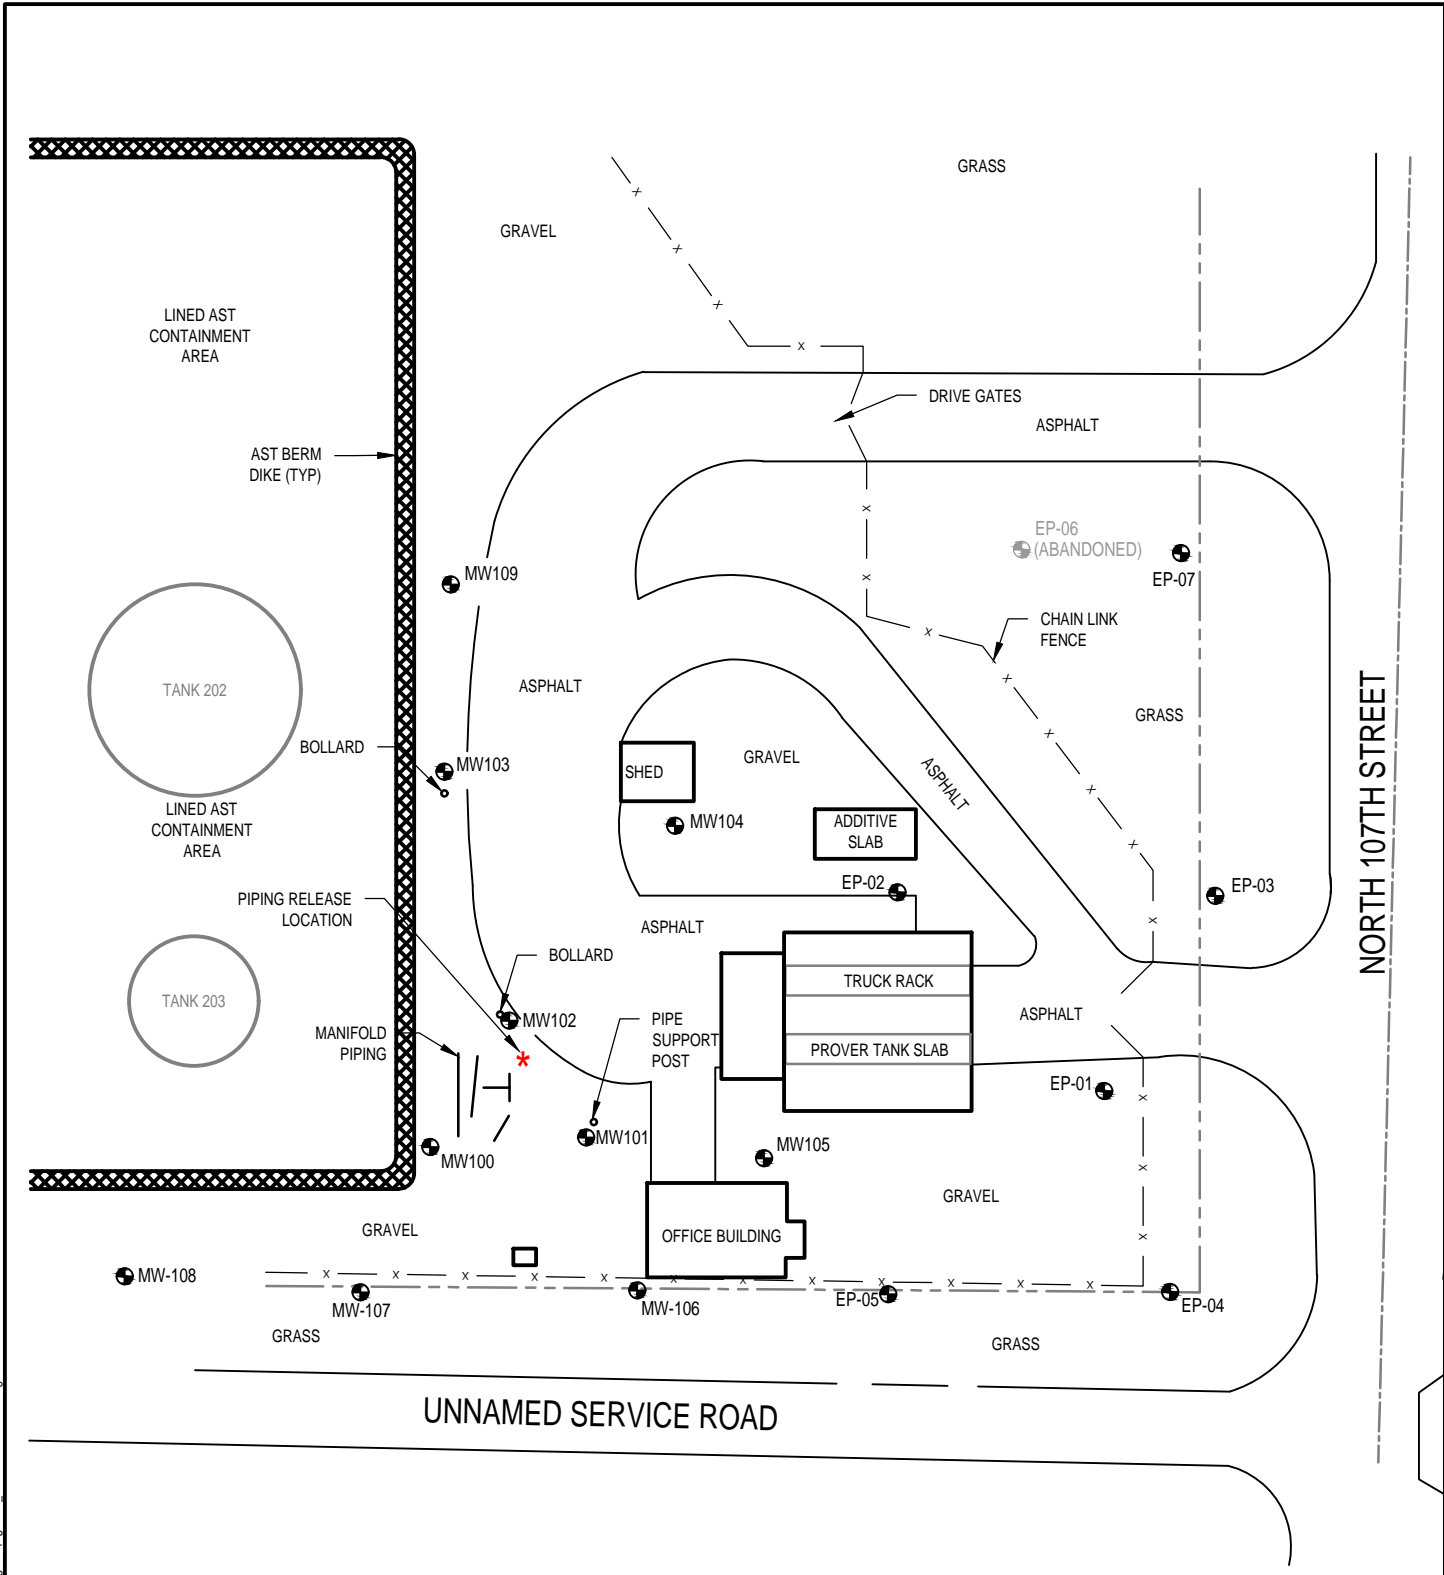 GRASS
GRAVEL
LINED AST
CONTAINMENT
AREA
DRIVE GATES
ASPHALT
AST BERM
DIKE (TYP)
EP-06
(ABANDONED)
EP-07
MW109
CHAIN LINK
FENCE
TANK 202
ASPHALT
GRASS
NORTH 107TH STREET
BOLLARD
MW103
SHED
GRAVEL
ASPHALT
LINED AST
CONTAINMENT
AREA
MW104
ADDITIVE
SLAB
EP-02
EP-03
PIPING RELEASE
LOCATION
ASPHALT
BOLLARD
TRUCK RACK
TANK 203
MW102
PIPE
SUPPORT
POST
ASPHALT
MANIFOLD
PIPING
*
PROVER TANK SLAB
EP-01
MW101
MW100
MW105
GRAVEL
GRAVEL
OFFICE BUILDING
MW-108
MW-107
MW-106
EP-05
EP-04
GRASS
GRASS
UNNAMED SERVICE ROAD